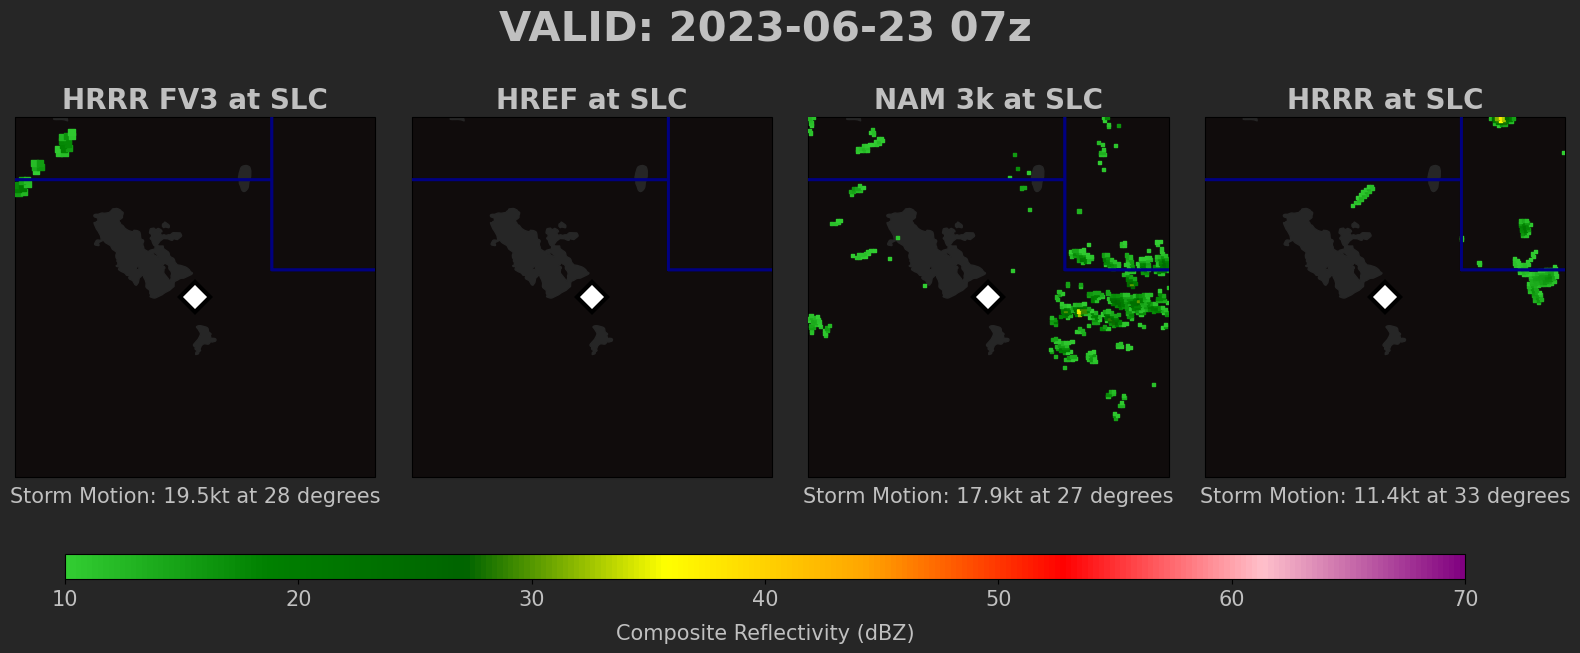 VALID: 2023-06-23 07z
HRRR FV3 at SLC
HREF at SLC
NAM 3k at SLC
HRRR at SLC
Storm Motion: 19.5kt at 28 degrees
Storm Motion: 17.9kt at 27 degrees
Storm Motion: 11.4kt at 33 degrees
10 20 30 40 50 60 70
Composite Reflectivity (dBZ)